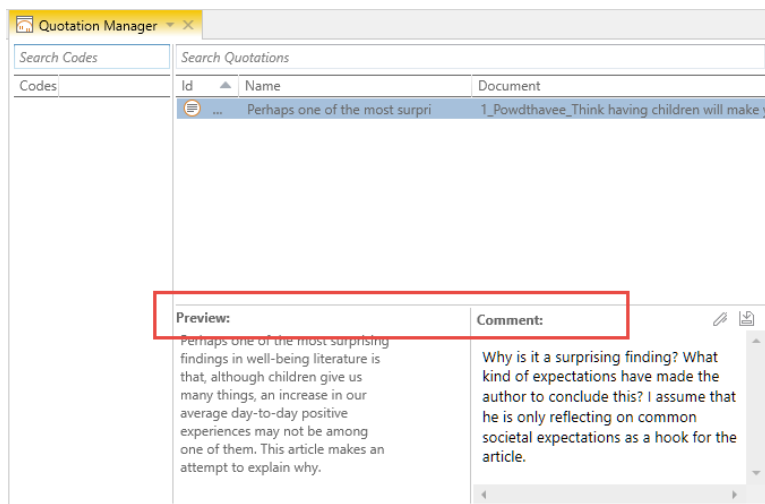 Quotation Manager
Search Codes
Search Quotations
Codes
Id Name Document
... Perhaps one of the most surpri 1_Powdthavee_Think having children will make
Preview:
Perhaps one of the most surprising
findings in well-being literature is
that, although children give us
many things, an increase in our
average day-to-day positive
experiences may not be among
one of them. This article makes an
attempt to explain why.
Comment:
Why is it a surprising finding? What
kind of expectations have made the
author to conclude this? I assume that
he is only reflecting on common
societal expectations as a hook for the
article.